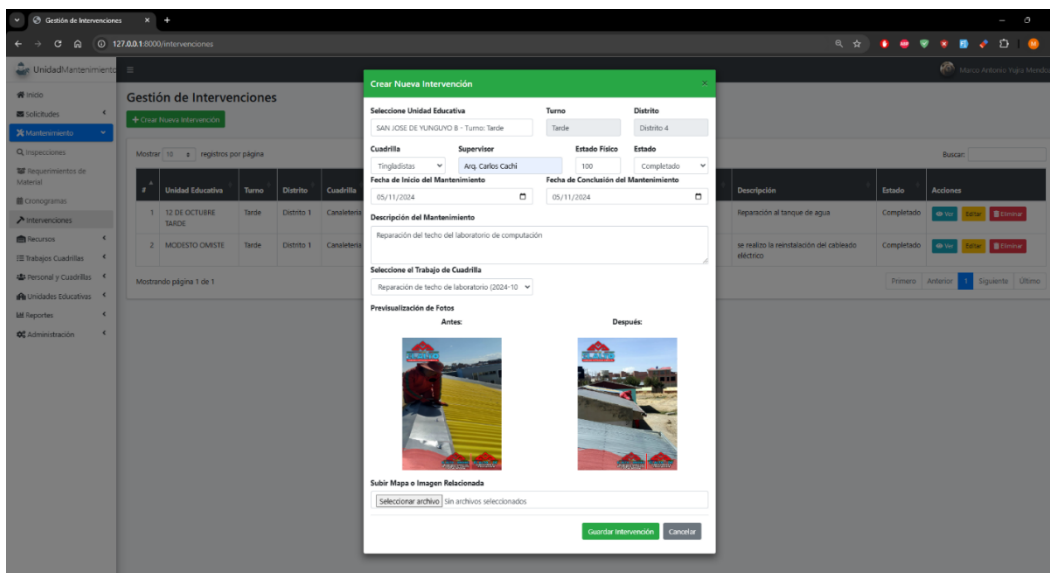 Gestión de Intervenciones
127.0.0.1:8000/intervenciones
UnidadMantenimiento
Marco Antonio Yujra Mendoz
Inicio
Solicitudes
Mantenimiento
Inspecciones
Requerimientos de
Material
Cronogramas
Intervenciones
Recursos
Trabajos Cuadrillas
Personal y Cuadrillas
Unidades Educativas
Reportes
Administración
Gestión de Intervenciones
+ Crear Nueva Intervención
Mostrar 10 registros por página
Buscar:
# Unidad Educativa Turno Distrito Cuadrilla Descripción Estado Acciones
1 12 DE OCTUBRE TARDE Tarde Distrito 1 Canaleteria Reparación al tanque de agua Completado Ver Editar Eliminar
2 MODESTO OMISTE Tarde Distrito 1 Canaleteria se realizo la reinstalación del cableado eléctrico Completado Ver Editar Eliminar
Mostrando página 1 de 1
Primero Anterior 1 Siguiente Último
Crear Nueva Intervención
Seleccione Unidad Educativa Turno Distrito
SAN JOSE DE YUNGUYO B - Turno: Tarde Tarde Distrito 4
Cuadrilla Supervisor Estado Físico Estado
Tingladistas Arq. Carlos Cachi 100 Completado
Fecha de Inicio del Mantenimiento Fecha de Conclusión del Mantenimiento
05/11/2024 05/11/2024
Descripción del Mantenimiento
Reparación del techo del laboratorio de computación
Seleccione el Trabajo de Cuadrilla
Reparación de techo de laboratorio (2024-10
Previsualización de Fotos
Antes: Después:
Subir Mapa o Imagen Relacionada
Seleccionar archivo Sin archivos seleccionados
Guardar Intervención Cancelar